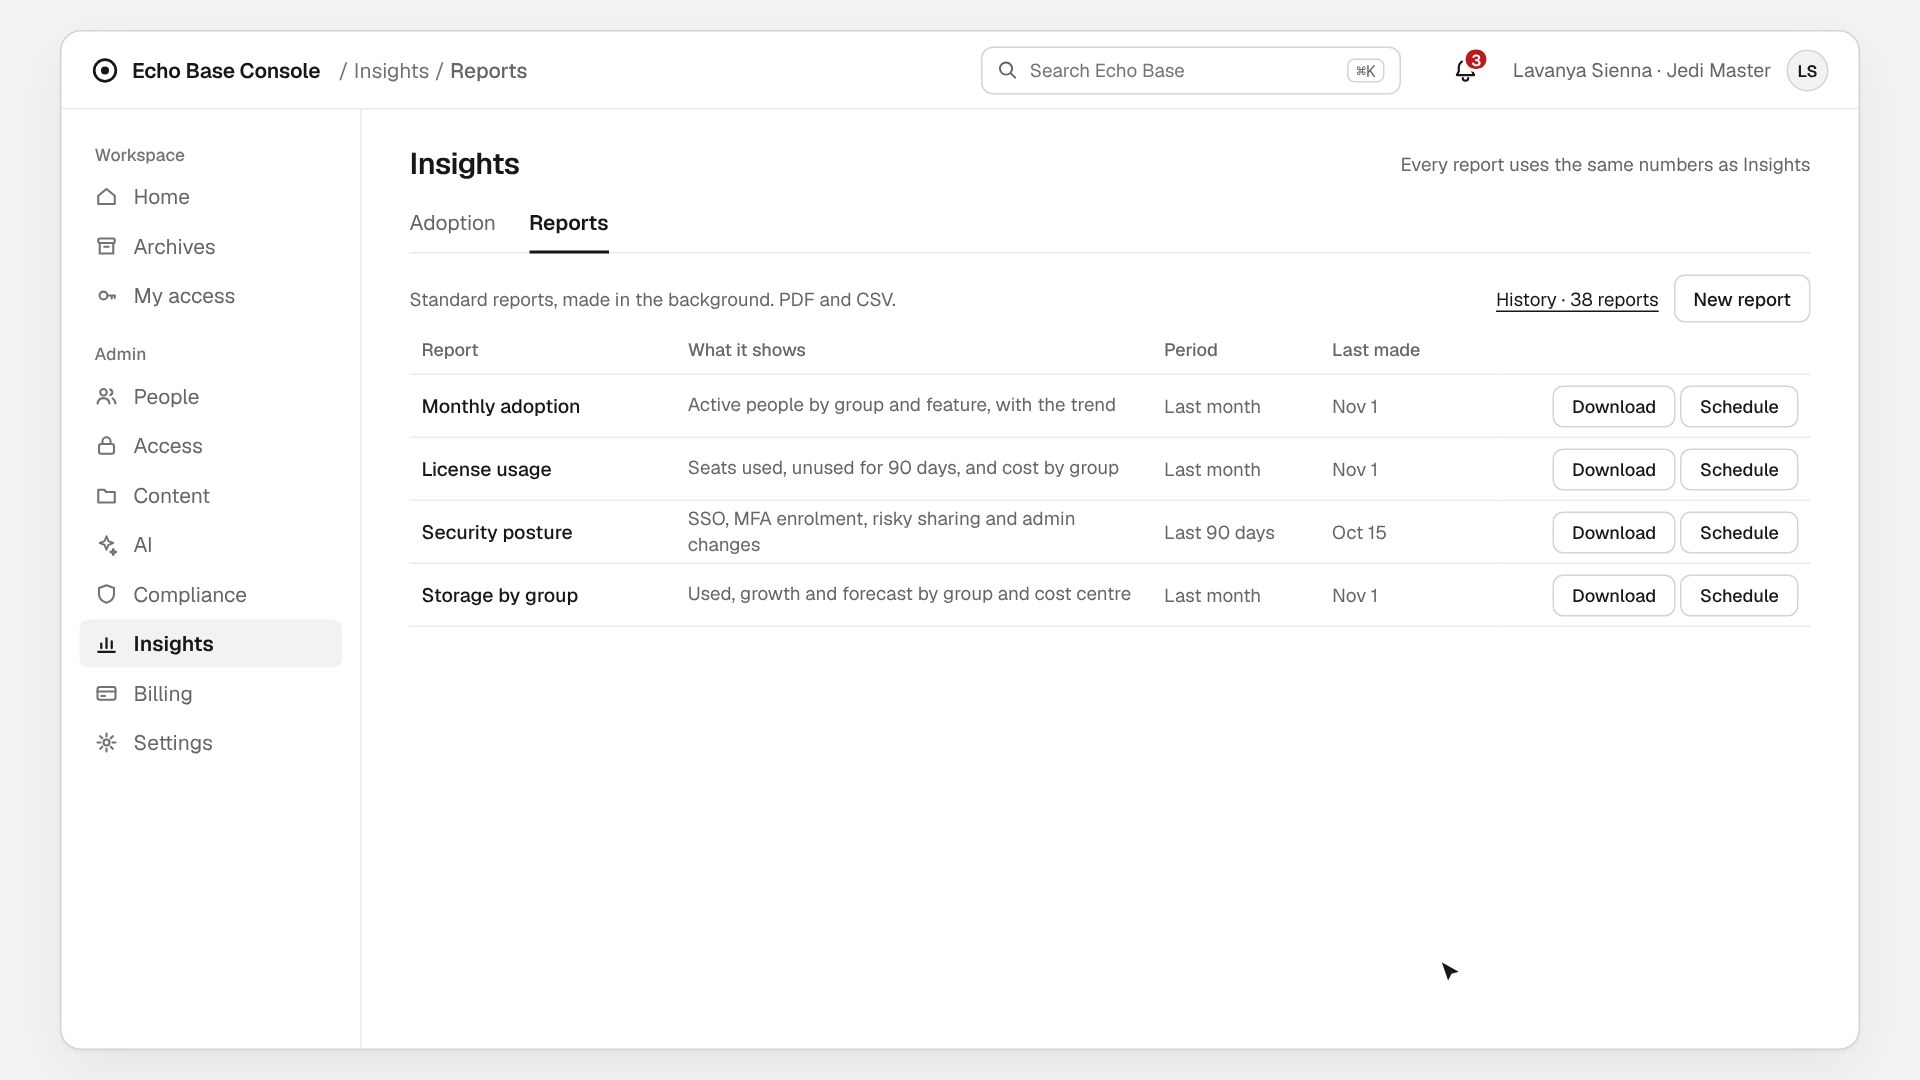 Echo Base Console / Insights / Reports
Search Echo Base ⌘K
3
Lavanya Sienna · Jedi Master LS
Workspace
Home
Archives
My access
Admin
People
Access
Content
AI
Compliance
Insights
Billing
Settings
Insights
Every report uses the same numbers as Insights
Adoption Reports
Standard reports, made in the background. PDF and CSV.
History · 38 reports New report
Report What it shows Period Last made
Monthly adoption Active people by group and feature, with the trend Last month Nov 1 Download Schedule
License usage Seats used, unused for 90 days, and cost by group Last month Nov 1 Download Schedule
Security posture SSO, MFA enrolment, risky sharing and admin
changes Last 90 days Oct 15 Download Schedule
Storage by group Used, growth and forecast by group and cost centre Last month Nov 1 Download Schedule